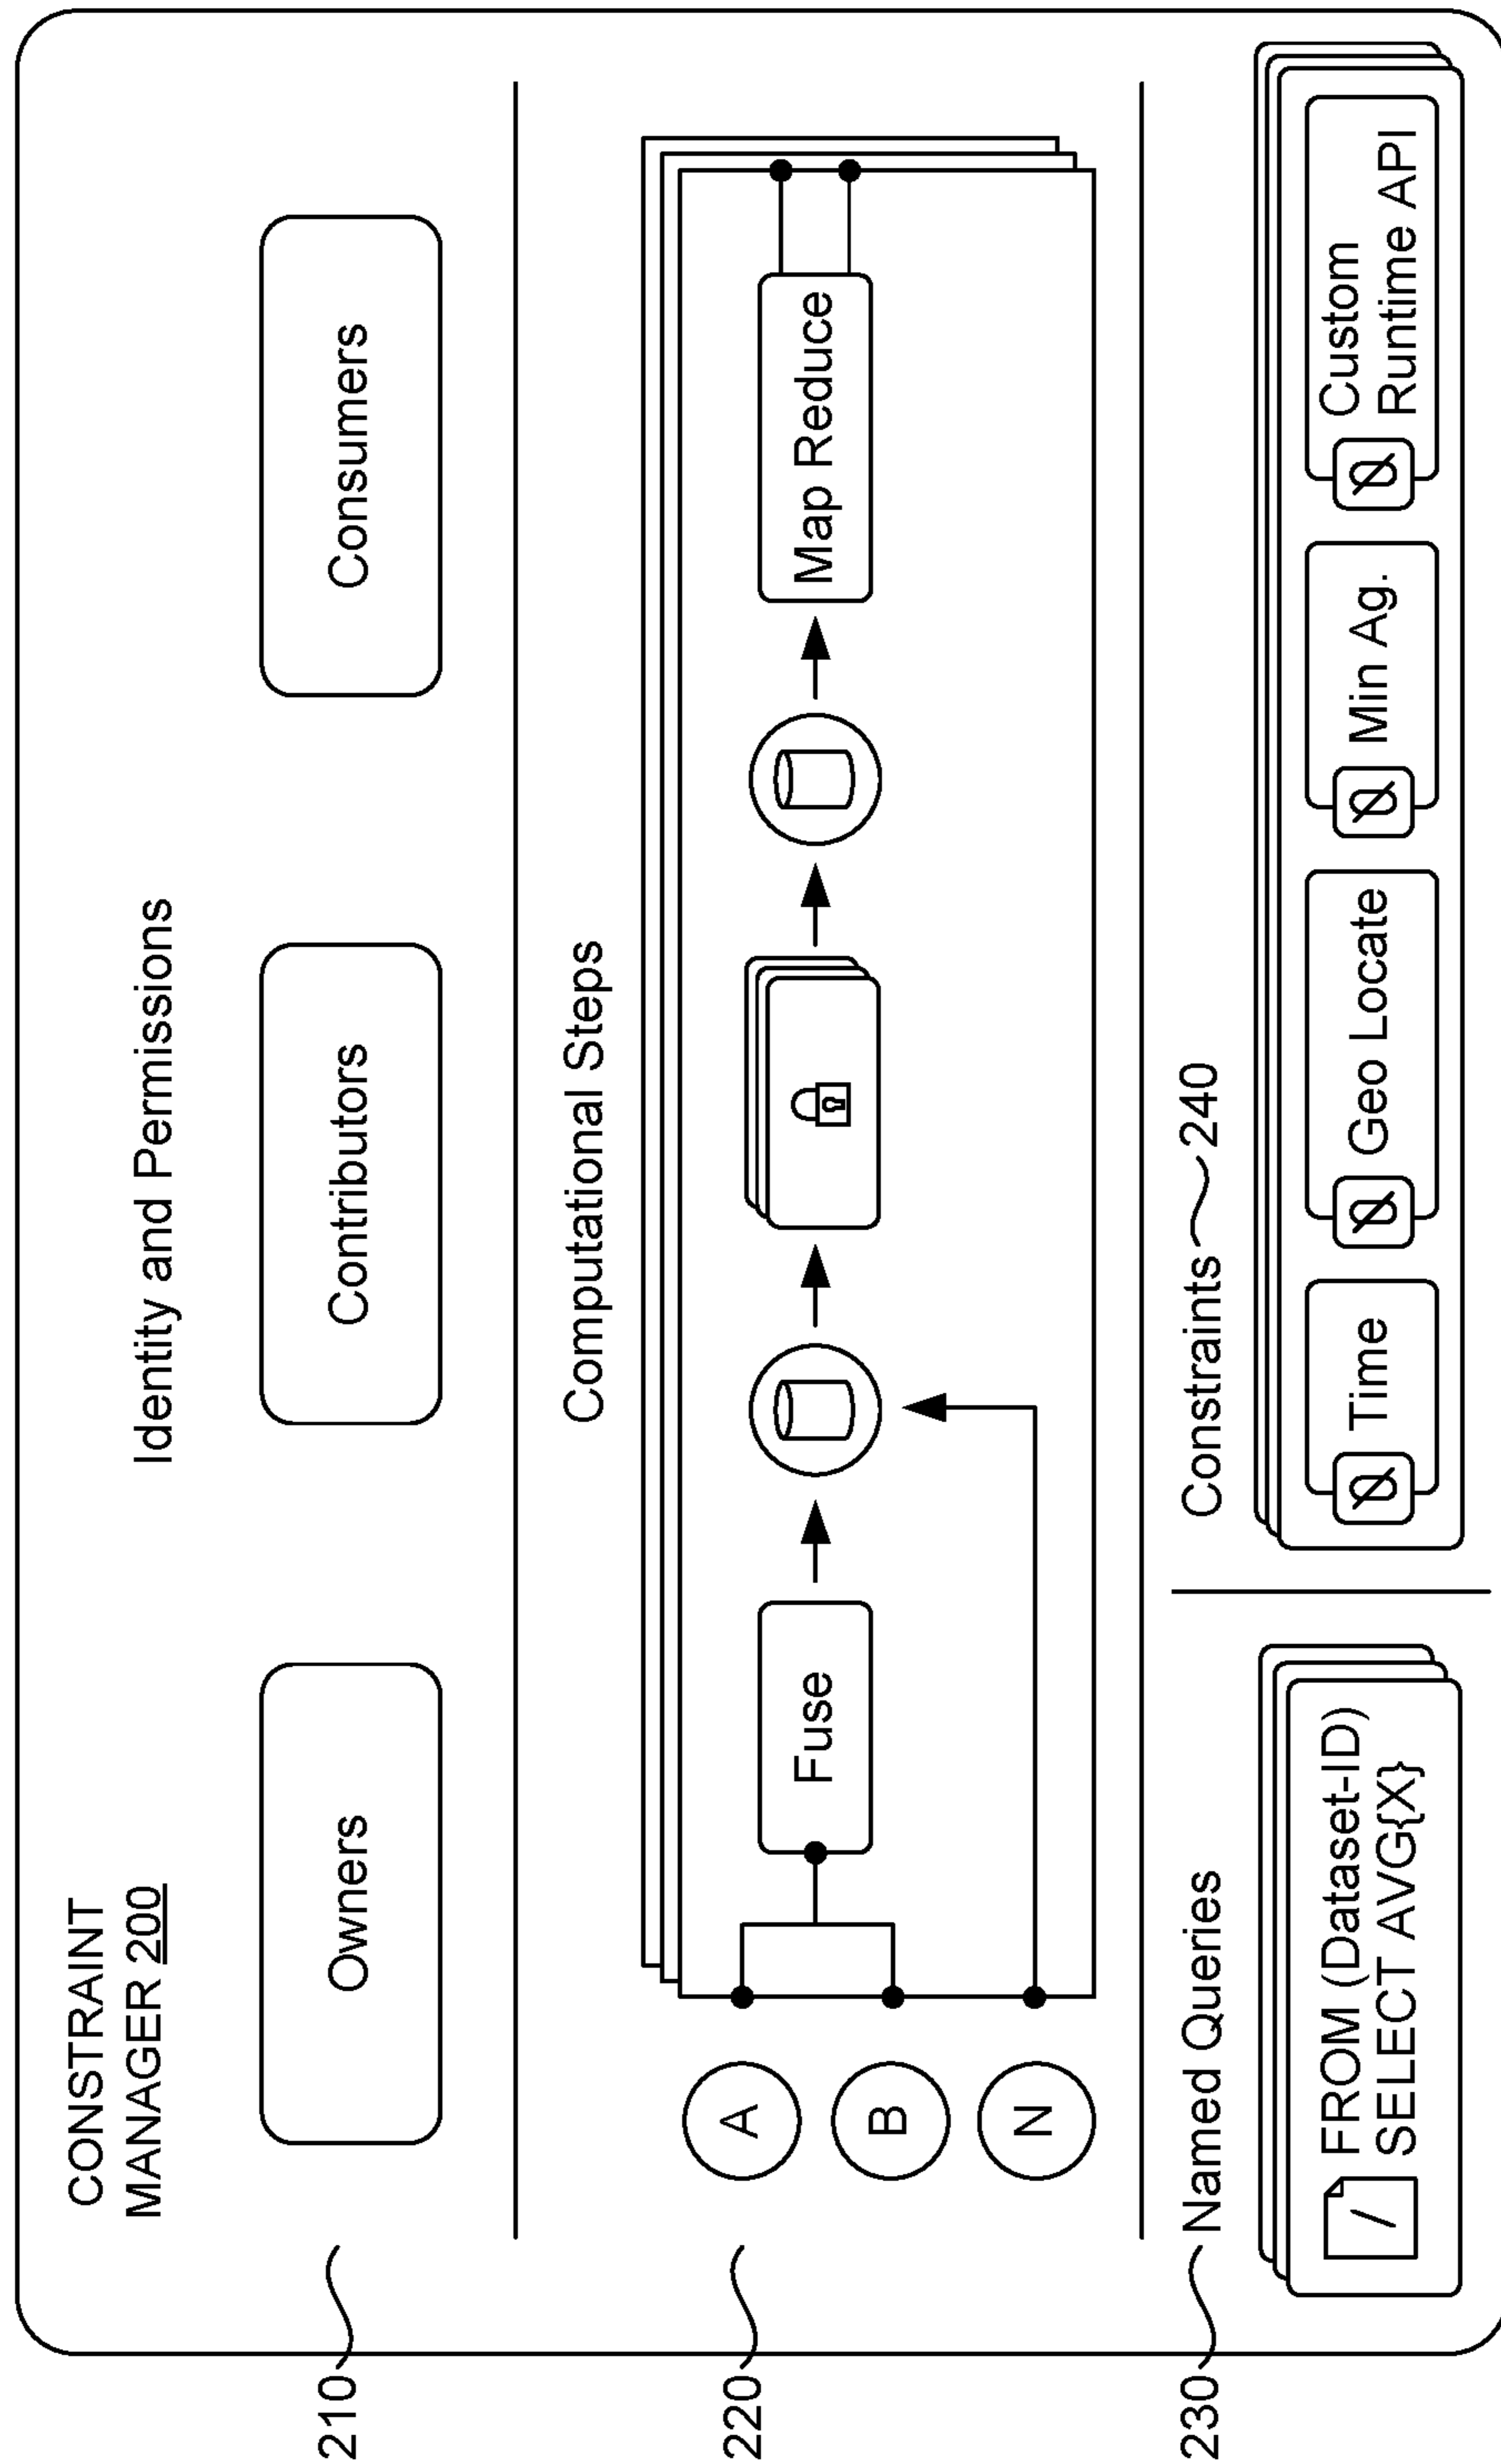 CONSTRAINT
MANAGER 200
Identity and Permissions
210
Owners
Contributors
Consumers
Computational Steps
220
A
B
N
Fuse
Map Reduce
230
Named Queries
FROM (Dataset-ID)
SELECT AVG{X}
Constraints 240
Time
Geo Locate
Min Ag.
Custom
Runtime API